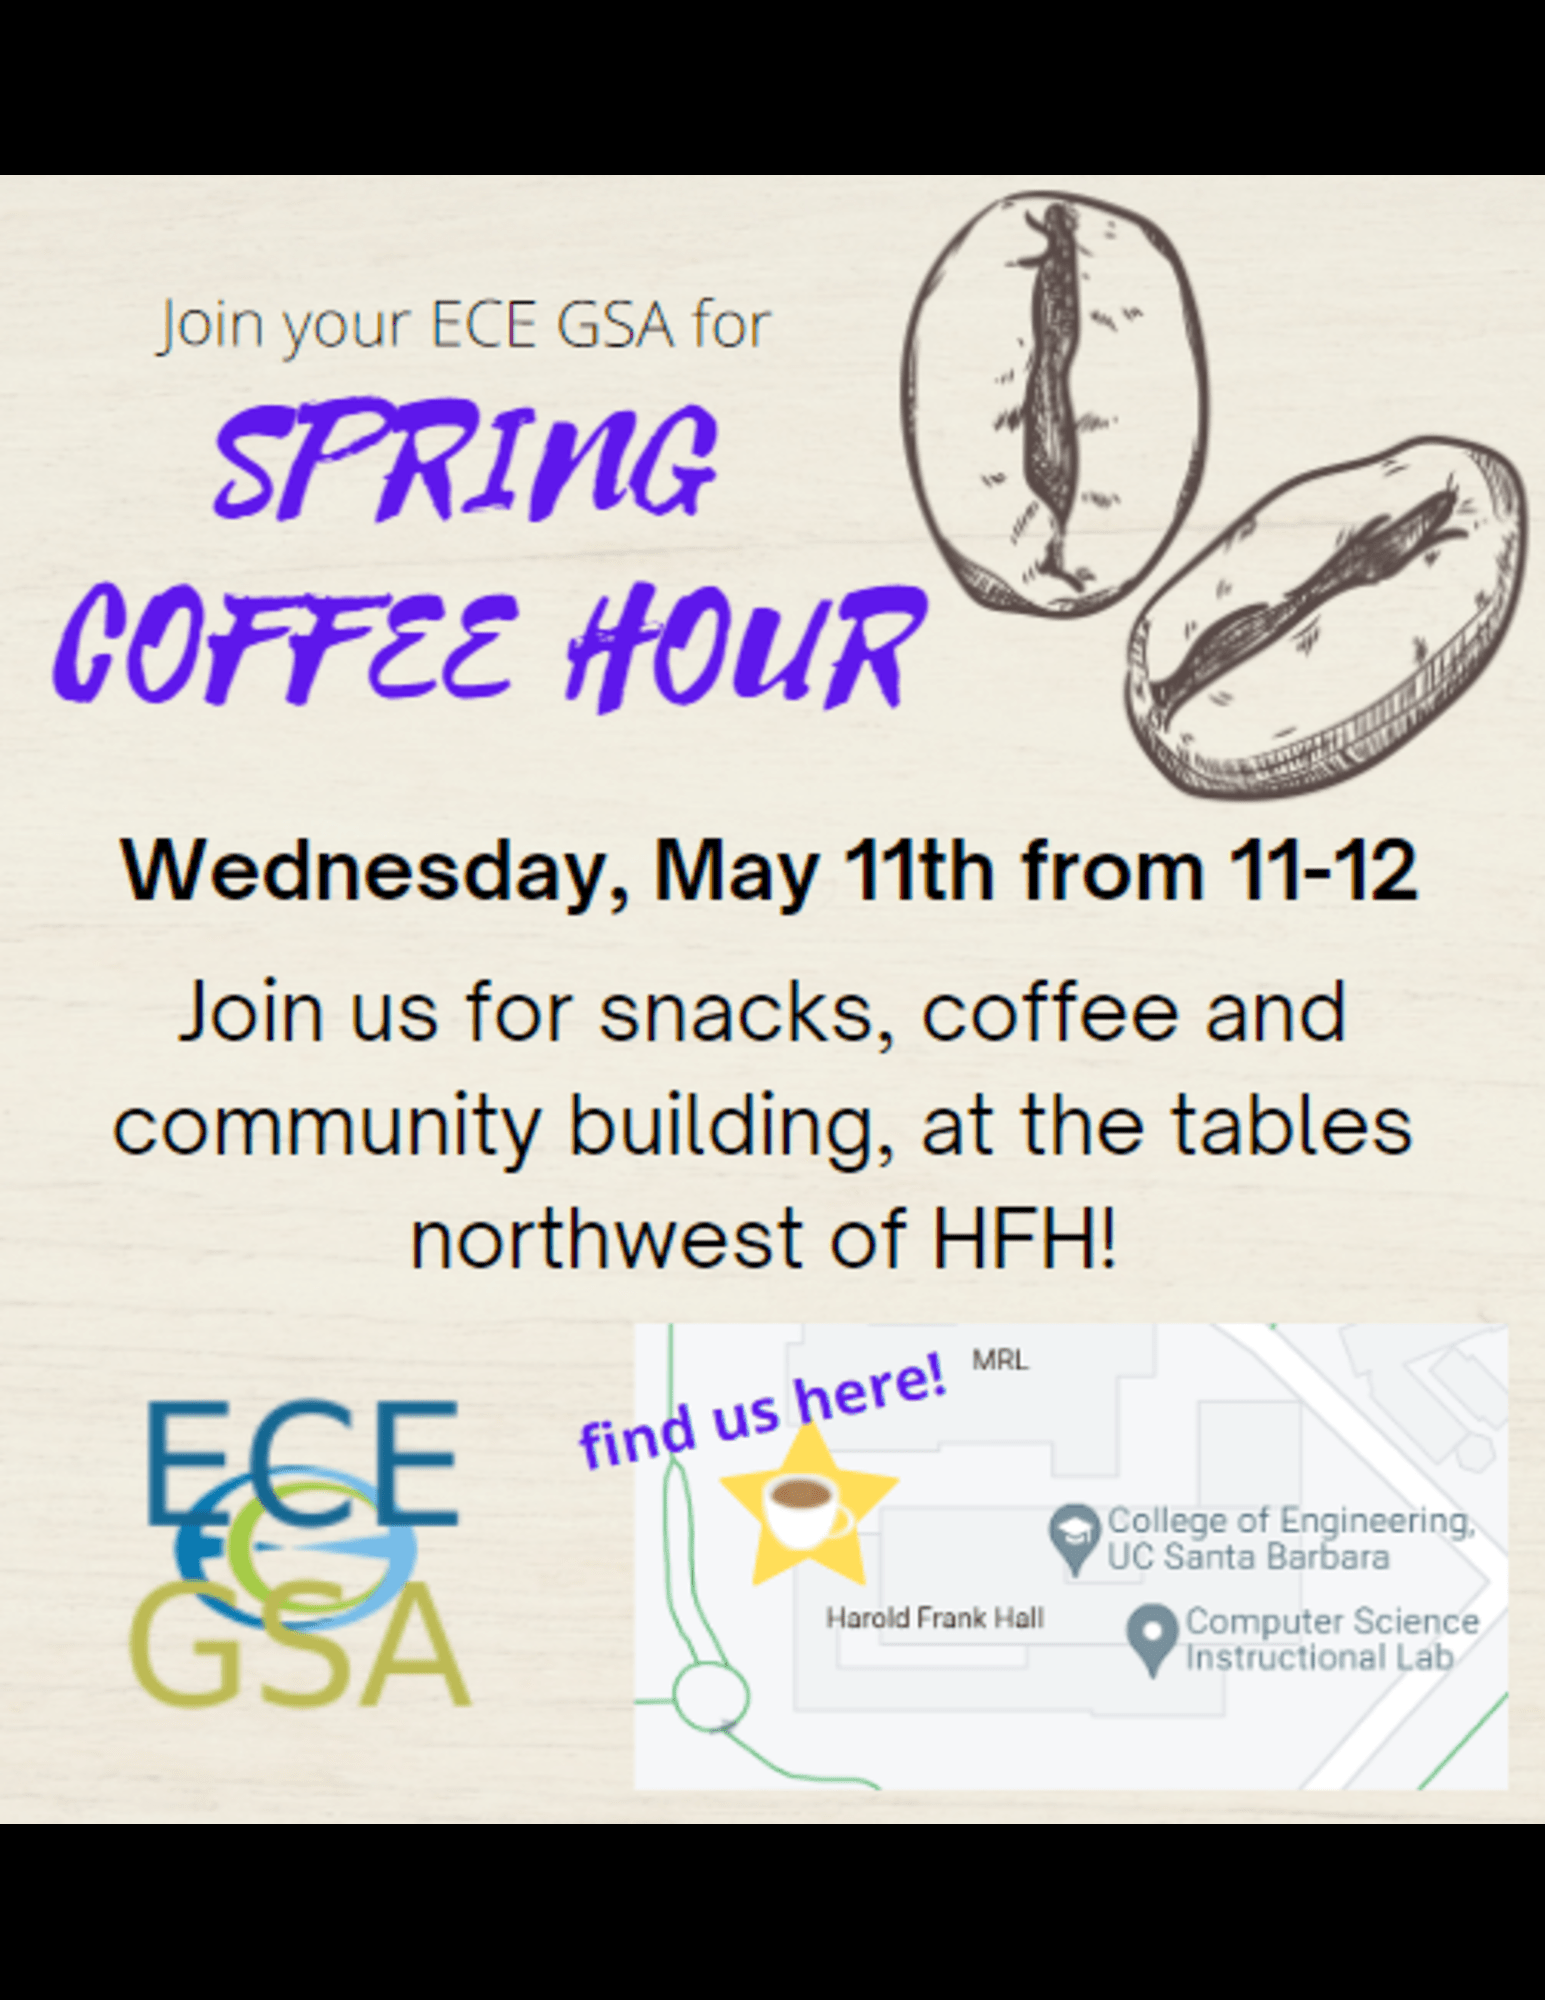 Join your ECE GSA for
SPRING
COFFEE HOUR
Wednesday, May 11th from 11-12
Join us for snacks, coffee and
community building, at the tables
northwest of HFH!
ECE
GSA
find us here!
MRL
College of Engineering,
UC Santa Barbara
Harold Frank Hall
Computer Science
Instructional Lab